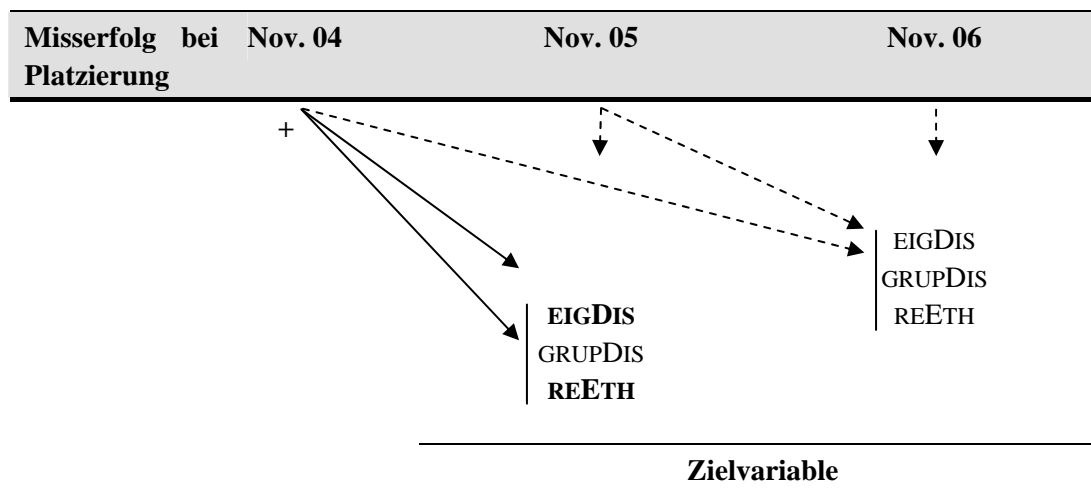 Misserfolg bei Nov. 04 Nov. 05 Nov. 06
Platzierung
+
EIGDIS
GRUPDIS
REETH
EIGDIS
GRUPDIS
REETH
Zielvariable